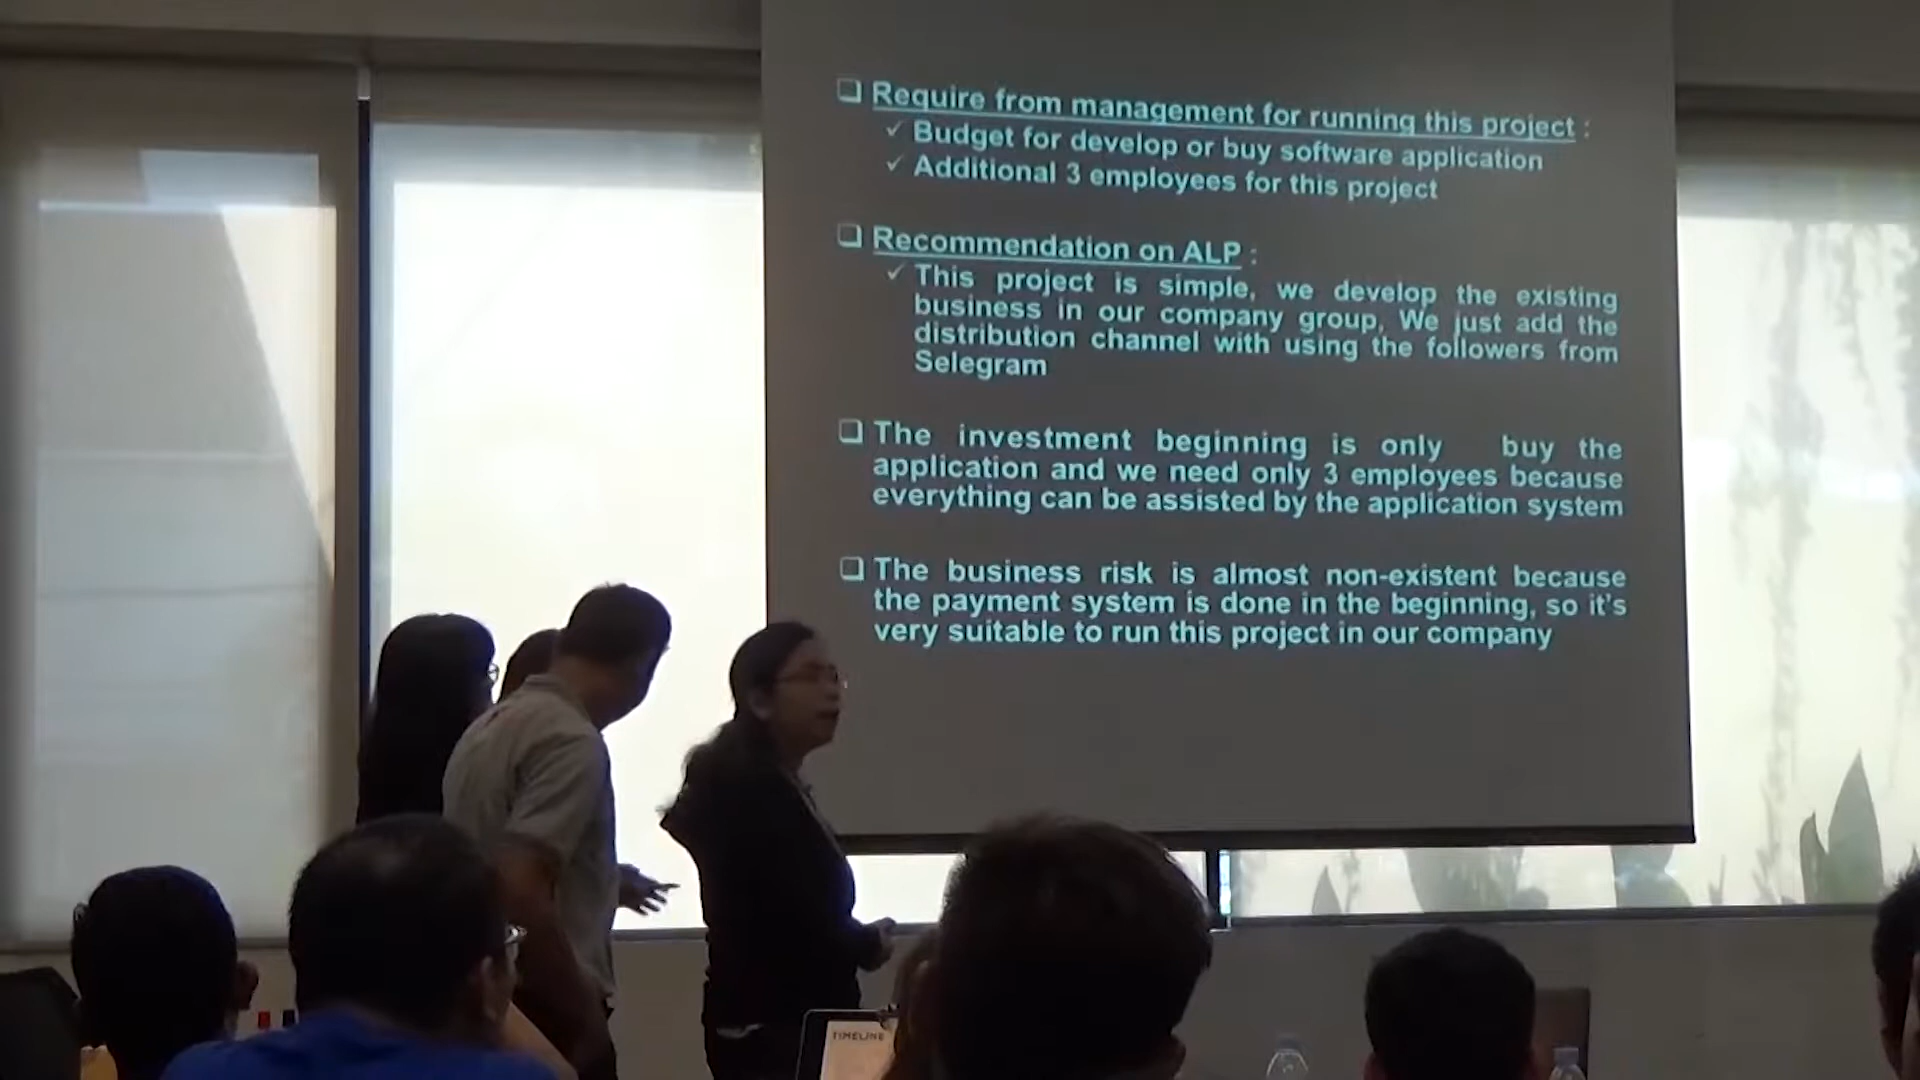 ❑ Require from management for running this project :
✓ Budget for develop or buy software application
✓ Additional 3 employees for this project
❑ Recommendation on ALP :
✓ This project is simple, we develop the existing
business in our company group, We just add the
distribution channel with using the followers from
Selegram
❑ The investment beginning is only buy the
application and we need only 3 employees because
everything can be assisted by the application system
❑ The business risk is almost non-existent because
the payment system is done in the beginning, so it's
very suitable to run this project in our company
TIMELINE